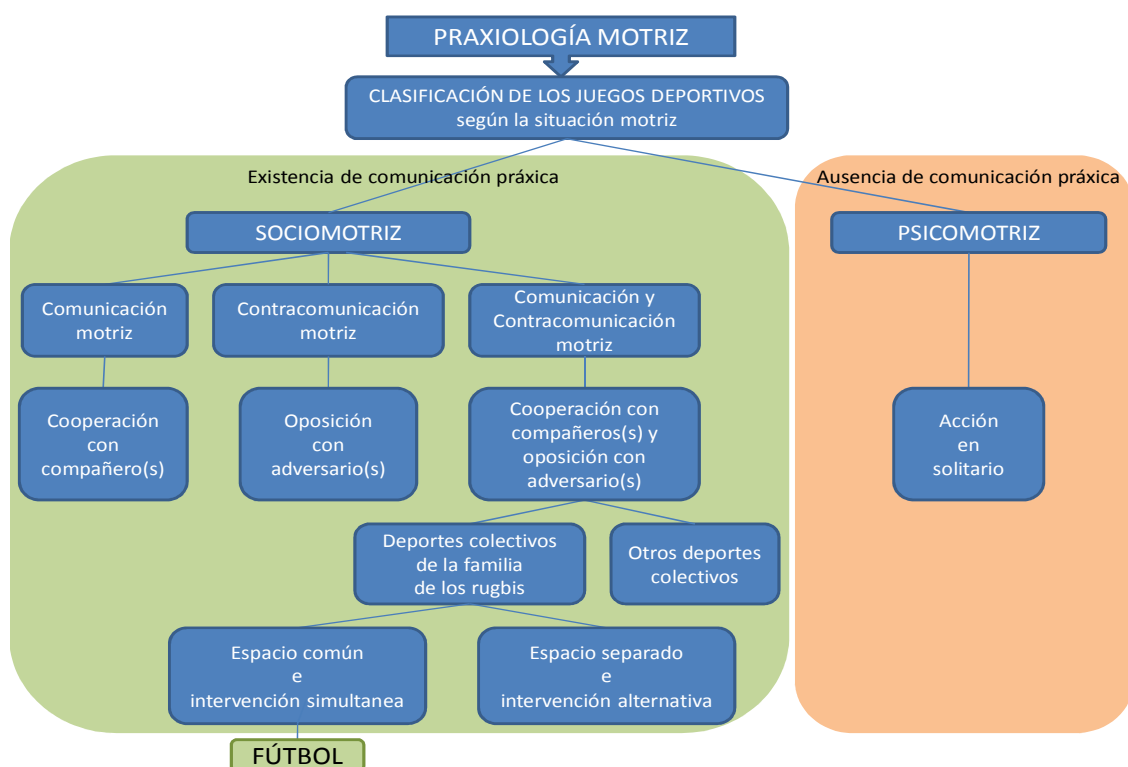 PRAXIOLOGÍA MOTRIZ
CLASIFICACIÓN DE LOS JUEGOS DEPORTIVOS
según la situación motriz
Existencia de comunicación práxica
Ausencia de comunicación práxica
SOCIOMOTRIZ
PSICOMOTRIZ
Comunicación
motriz
Contracomunicación
motriz
Comunicación y
Contracomunicación
motriz
Cooperación
con
compañero(s)
Oposición
con
adversario(s)
Cooperación con
compañeros(s) y
oposición con
adversario(s)
Acción
en
solitario
Deportes colectivos
de la familia
de los rugbis
Otros deportes
colectivos
Espacio común
e
intervención simultanea
Espacio separado
e
intervención alternativa
FÚTBOL